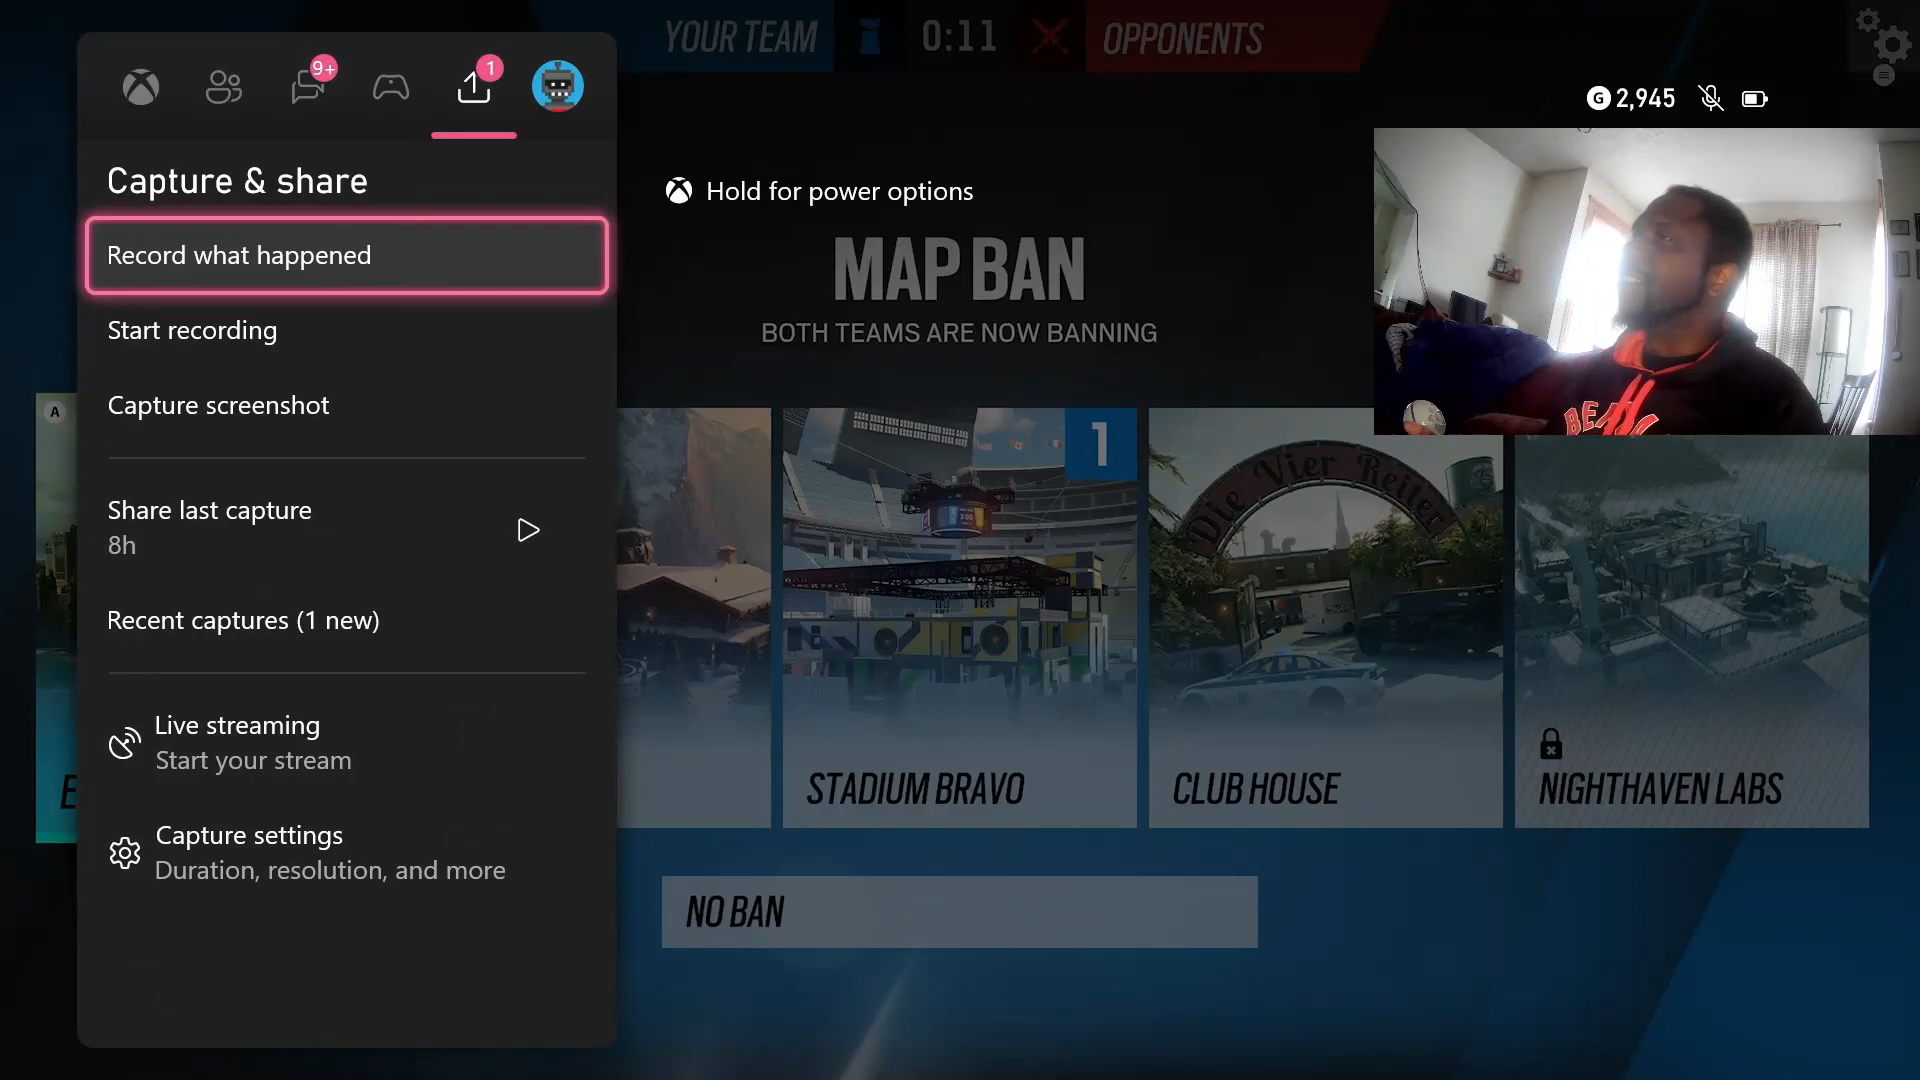 YOUR TEAM
0:11
OPPONENTS
9+
1
2,945
Capture & share
Hold for power options
Record what happened
MAP BAN
BOTH TEAMS ARE NOW BANNING
Start recording
Capture screenshot
A
1
Die Vier Reiter
Share last capture
8h
Recent captures (1 new)
Live streaming
Start your stream
E
STADIUM BRAVO
CLUB HOUSE
NIGHTHAVEN LABS
Capture settings
Duration, resolution, and more
NO BAN